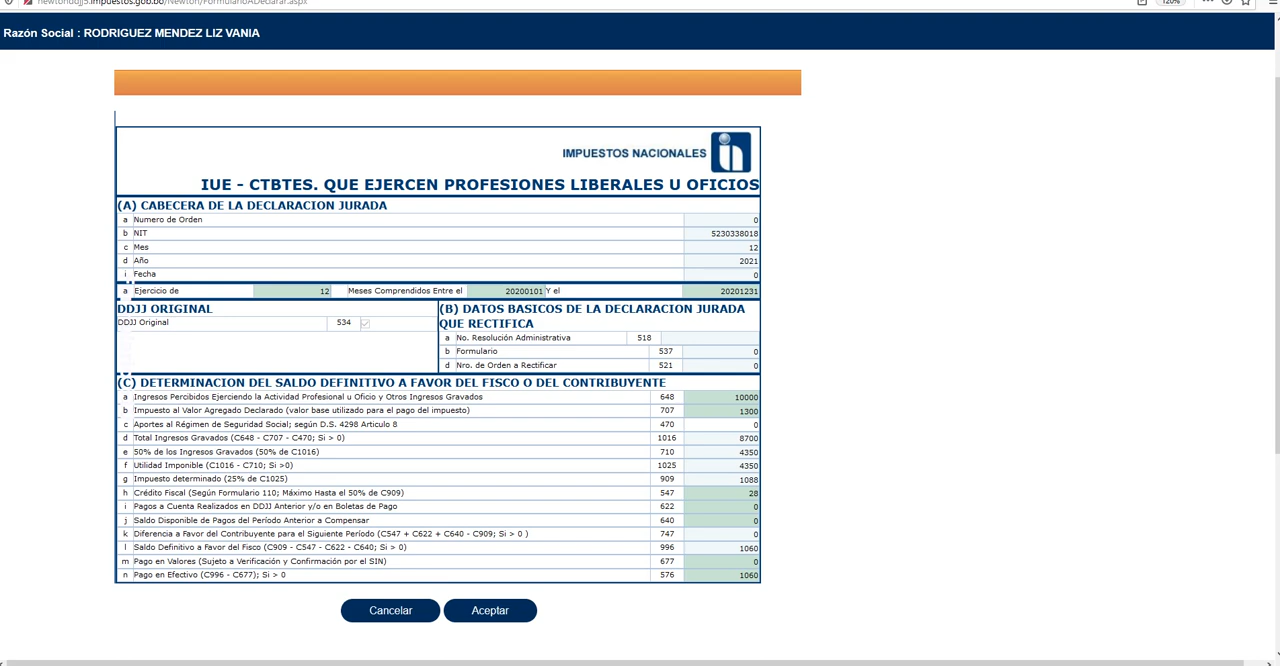 newtonddjj5.impuestos.gob.bo/Newton/FormularioADeclarar.aspx 120%
Razón Social : RODRIGUEZ MENDEZ LIZ VANIA
IMPUESTOS NACIONALES
IUE - CTBTES. QUE EJERCEN PROFESIONES LIBERALES U OFICIOS
(A) CABECERA DE LA DECLARACION JURADA
a Numero de Orden 0
b NIT 5230338018
c Mes 12
d Año 2021
i Fecha 0
a Ejercicio de 12 Meses Comprendidos Entre el 20200101 Y el 20201231
DDJJ ORIGINAL
DDJJ Original 534
(B) DATOS BASICOS DE LA DECLARACION JURADA
QUE RECTIFICA
a No. Resolución Administrativa 518
b Formulario 537 0
d Nro. de Orden a Rectificar 521 0
(C) DETERMINACION DEL SALDO DEFINITIVO A FAVOR DEL FISCO O DEL CONTRIBUYENTE
a Ingresos Percibidos Ejerciendo la Actividad Profesional u Oficio y Otros Ingresos Gravados 648 10000
b Impuesto al Valor Agregado Declarado (valor base utilizado para el pago del impuesto) 707 1300
c Aportes al Régimen de Seguridad Social; según D.S. 4298 Articulo 8 470 0
d Total Ingresos Gravados (C648 - C707 - C470; Si > 0) 1016 8700
e 50% de los Ingresos Gravados (50% de C1016) 710 4350
f Utilidad Imponible (C1016 - C710; Si >0) 1025 4350
g Impuesto determinado (25% de C1025) 909 1088
h Crédito Fiscal (Según Formulario 110; Máximo Hasta el 50% de C909) 547 28
i Pagos a Cuenta Realizados en DDJJ Anterior y/o en Boletas de Pago 622 0
j Saldo Disponible de Pagos del Período Anterior a Compensar 640 0
k Diferencia a Favor del Contribuyente para el Siguiente Período (C547 + C622 + C640 - C909; Si > 0 ) 747 0
l Saldo Definitivo a Favor del Fisco (C909 - C547 - C622 - C640; Si > 0) 996 1060
m Pago en Valores (Sujeto a Verificación y Confirmación por el SIN) 677 0
n Pago en Efectivo (C996 - C677); Si > 0 576 1060
Cancelar Aceptar